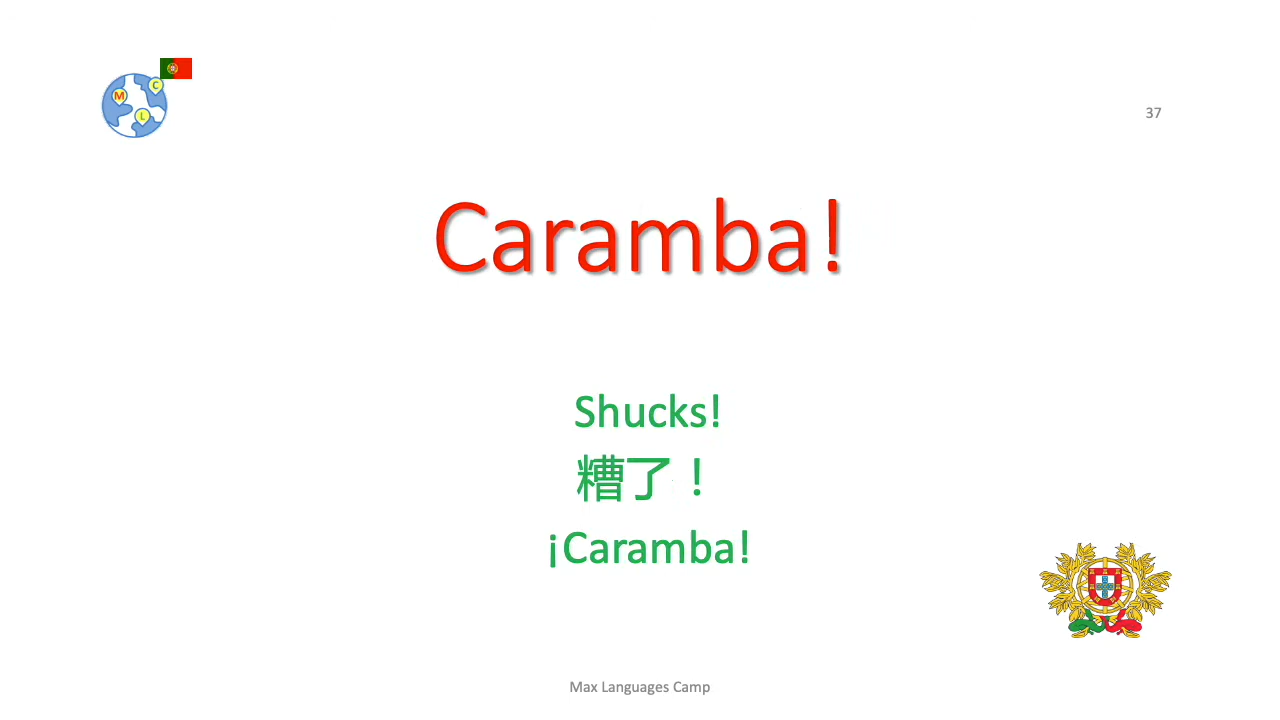 M
C
L
37
Caramba!
Shucks!
糟了！
¡Caramba!
Max Languages Camp